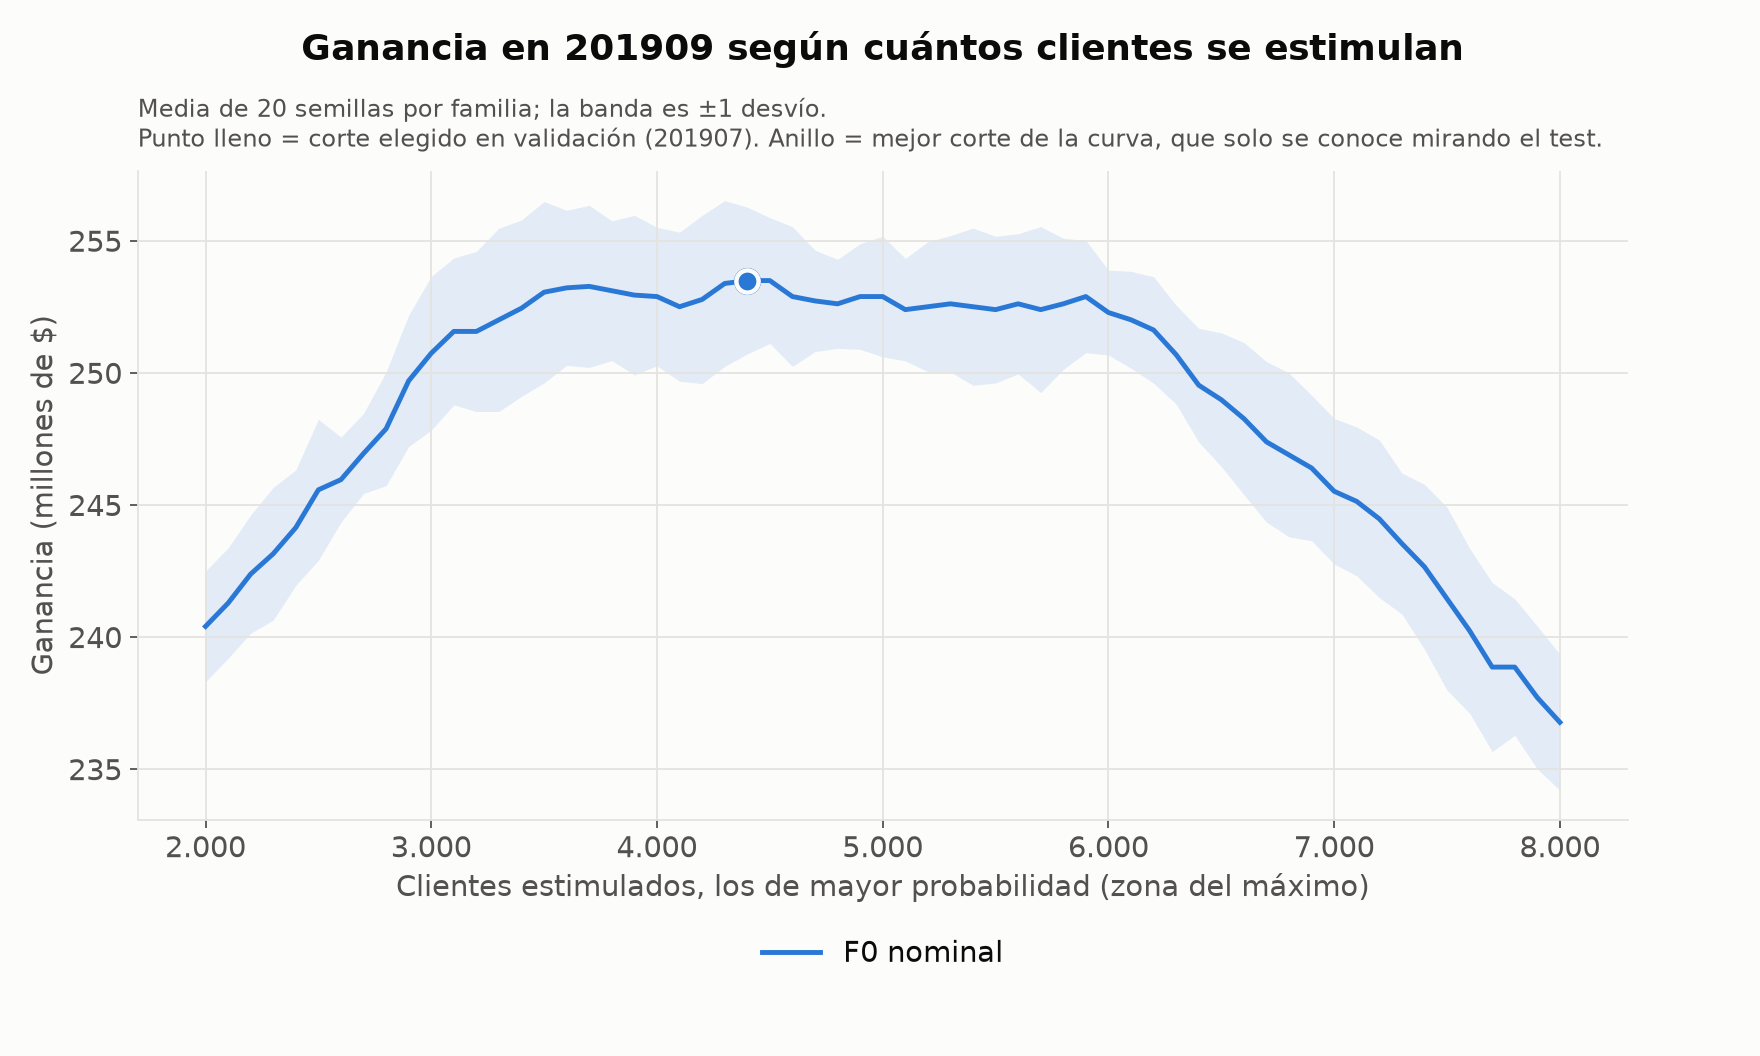 Ganancia en 201909 según cuántos clientes se estimulan
Media de 20 semillas por familia; la banda es ±1 desvío.
Punto lleno = corte elegido en validación (201907). Anillo = mejor corte de la curva, que solo se conoce mirando el test.
Ganancia (millones de $)
255
250
245
240
235
2.000 3.000 4.000 5.000 6.000 7.000 8.000
Clientes estimulados, los de mayor probabilidad (zona del máximo)
F0 nominal